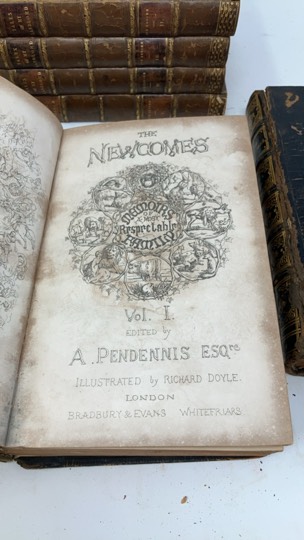 THE
NEWCOMES
MEMOIRS
OF A MOST
RESPECTABLE
FAMILY
VOL. I.
EDITED by
A. PENDENNIS ESQRE
ILLUSTRATED by RICHARD DOYLE.
LONDON
BRADBURY & EVANS WHITEFRIARS